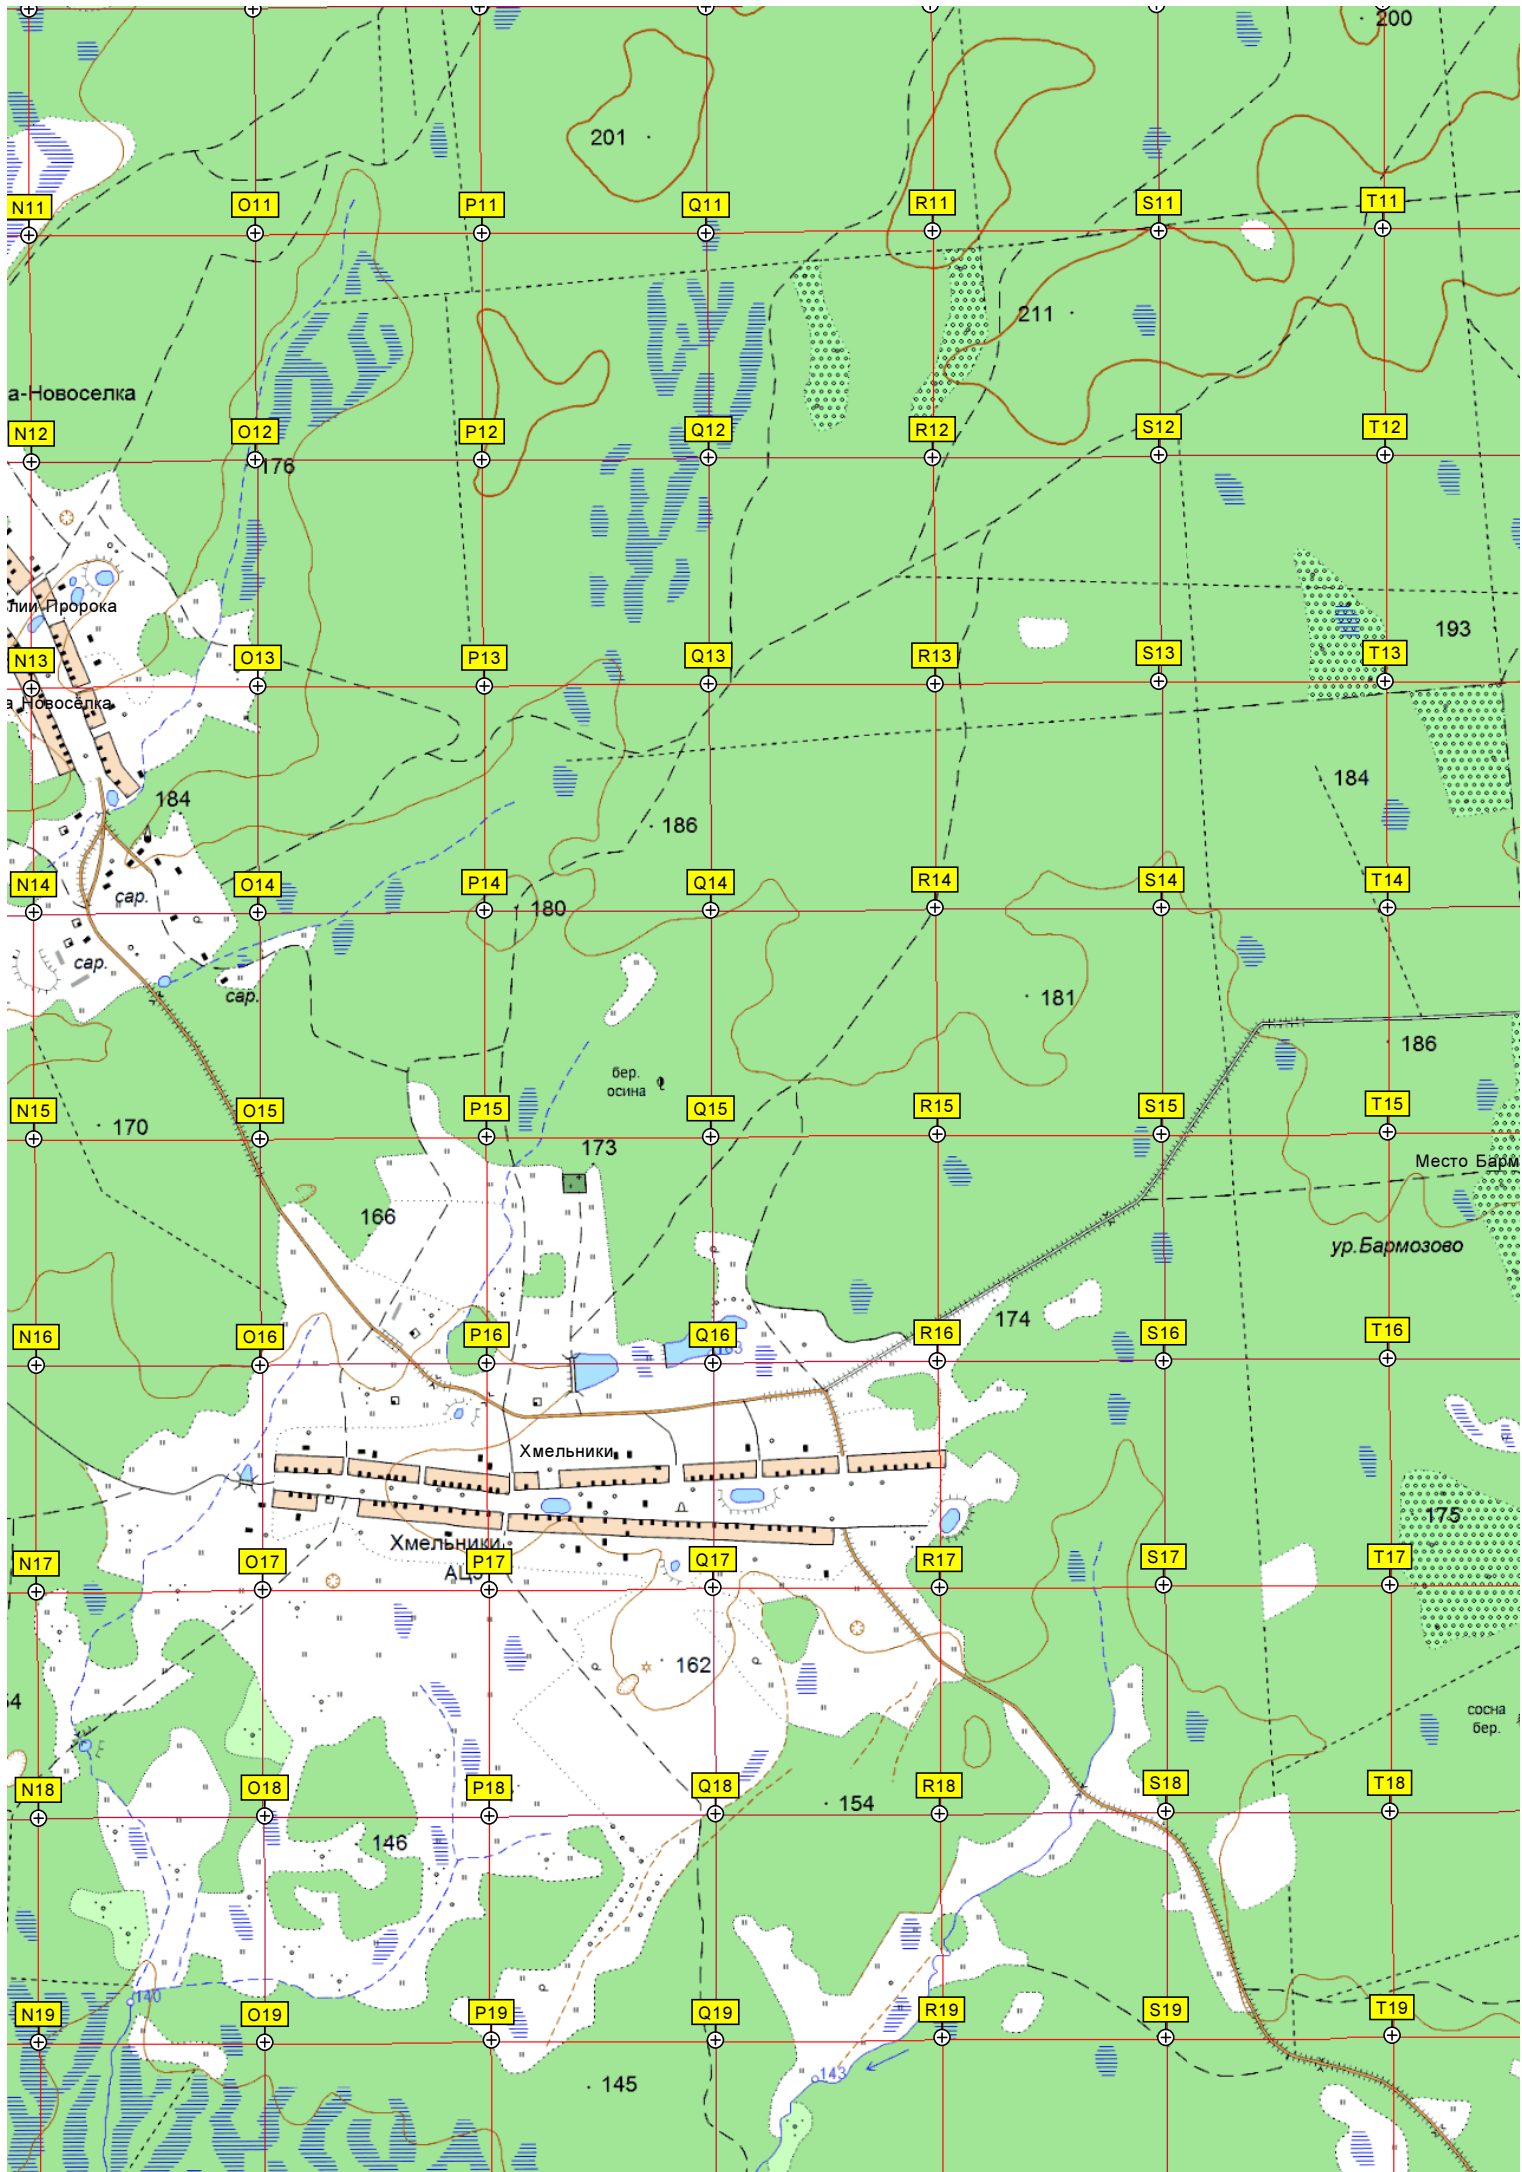 200
201
N11 O11 P11 Q11 R11 S11 T11
211
а-Новоселка
N12 O12 P12 Q12 R12 S12 T12
176
лии Пророка
193
N13 O13 P13 Q13 R13 S13 T13
а Новосёлка
184
184
186
N14 O14 P14 Q14 R14 S14 T14
сар.
180
сар.
сар.
181
186
бер.
осина
N15 O15 P15 Q15 R15 S15 T15
170
173
Место Барм
166
ур.Бармозово
174
N16 O16 P16 Q16 R16 S16 T16
163
Хмельники
175
Хмельники
АЦ
N17 O17 P17 Q17 R17 S17 T17
162
64
сосна
бер.
N18 O18 P18 Q18 R18 S18 T18
154
146
140
N19 O19 P19 Q19 R19 S19 T19
143
145